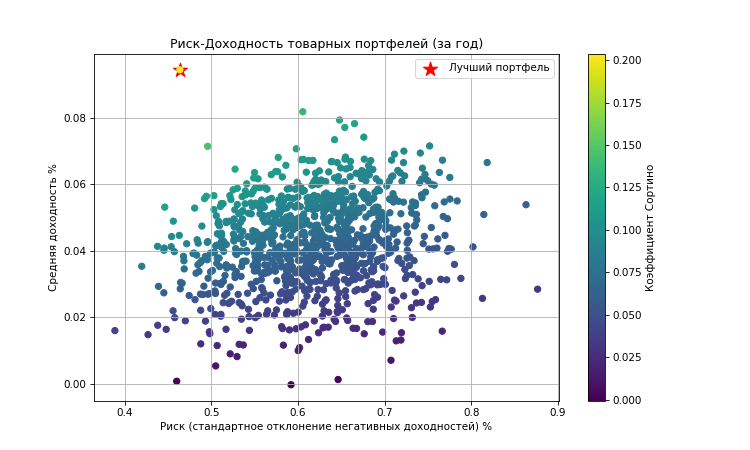 Риск-Доходность товарных портфелей (за год)
Лучший портфель
Средняя доходность %
0.08
0.06
0.04
0.02
0.00
0.4 0.5 0.6 0.7 0.8 0.9
Риск (стандартное отклонение негативных доходностей) %
0.200
0.175
0.150
0.125
0.100
0.075
0.050
0.025
0.000
Коэффициент Сортино